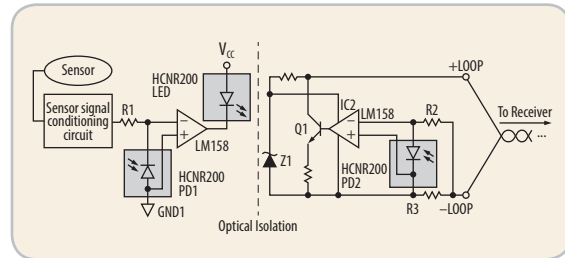 Sensor
Sensor signal
conditioning
circuit
R1
HCNR200
LED
VCC
LM158
HCNR200
PD1
GND1
Optical Isolation
Z1
Q1
IC2
LM158
HCNR200
PD2
R2
R3
+LOOP
−LOOP
To Receiver
...